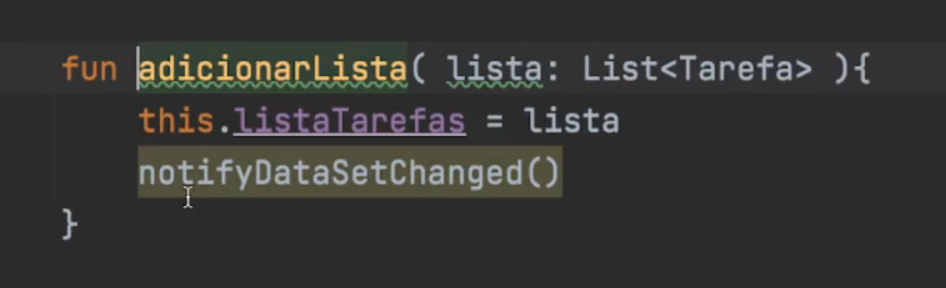 fun adicionarLista( lista: List<Tarefa> ){
this.listaTarefas = lista
notifyDataSetChanged()
}